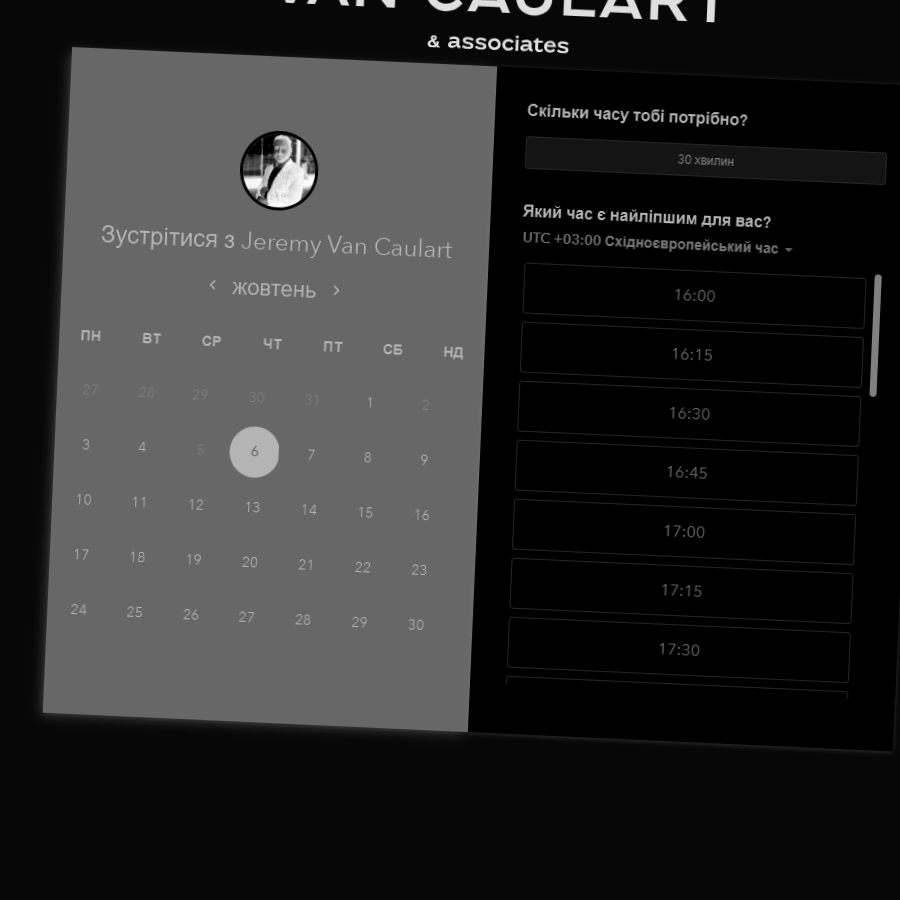 VAN CAULART
& associates
Зустрітися з Jeremy Van Caulart
жовтень
ПН ВТ СР ЧТ ПТ СБ НД
27 28 29 30 31 1 2
3 4 5 6 7 8 9
10 11 12 13 14 15 16
17 18 19 20 21 22 23
24 25 26 27 28 29 30
Скільки часу тобі потрібно?
30 хвилин
Який час є найліпшим для вас?
UTC +03:00 Східноєвропейський час
16:00
16:15
16:30
16:45
17:00
17:15
17:30